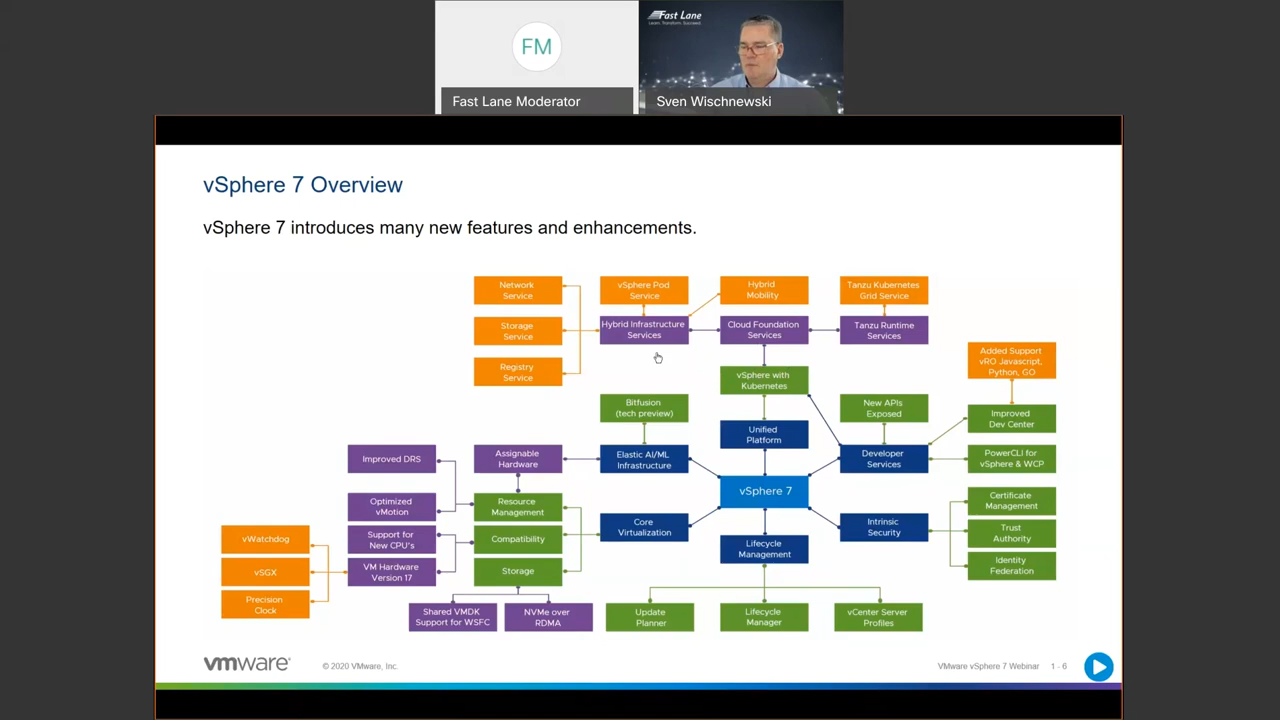 FM
Fast Lane Moderator
Fast Lane
Learn. Transform. Succeed.
Sven Wischnewski
vSphere 7 Overview
vSphere 7 introduces many new features and enhancements.
Network
Service
vSphere Pod
Service
Hybrid
Mobility
Tanzu Kubernetes
Grid Service
Storage
Service
Hybrid Infrastructure
Services
Cloud Foundation
Services
Tanzu Runtime
Services
Registry
Service
vSphere with
Kubernetes
Added Support
vRO Javascript,
Python, GO
Bitfusion
(tech preview)
New APIs
Exposed
Improved
Dev Center
Unified
Platform
Improved DRS
Assignable
Hardware
Elastic AI/ML
Infrastructure
Developer
Services
PowerCLI for
vSphere & WCP
vSphere 7
Optimized
vMotion
Resource
Management
Certificate
Management
Support for
New CPU's
Compatibility
Core
Virtualization
Intrinsic
Security
Trust
Authority
vWatchdog
Lifecycle
Management
vSGX
VM Hardware
Version 17
Storage
Identity
Federation
Precision
Clock
Shared VMDK
Support for WSFC
NVMe over
RDMA
Update
Planner
Lifecycle
Manager
vCenter Server
Profiles
vmware®
© 2020 VMware, Inc.
VMware vSphere 7 Webinar
1 - 6